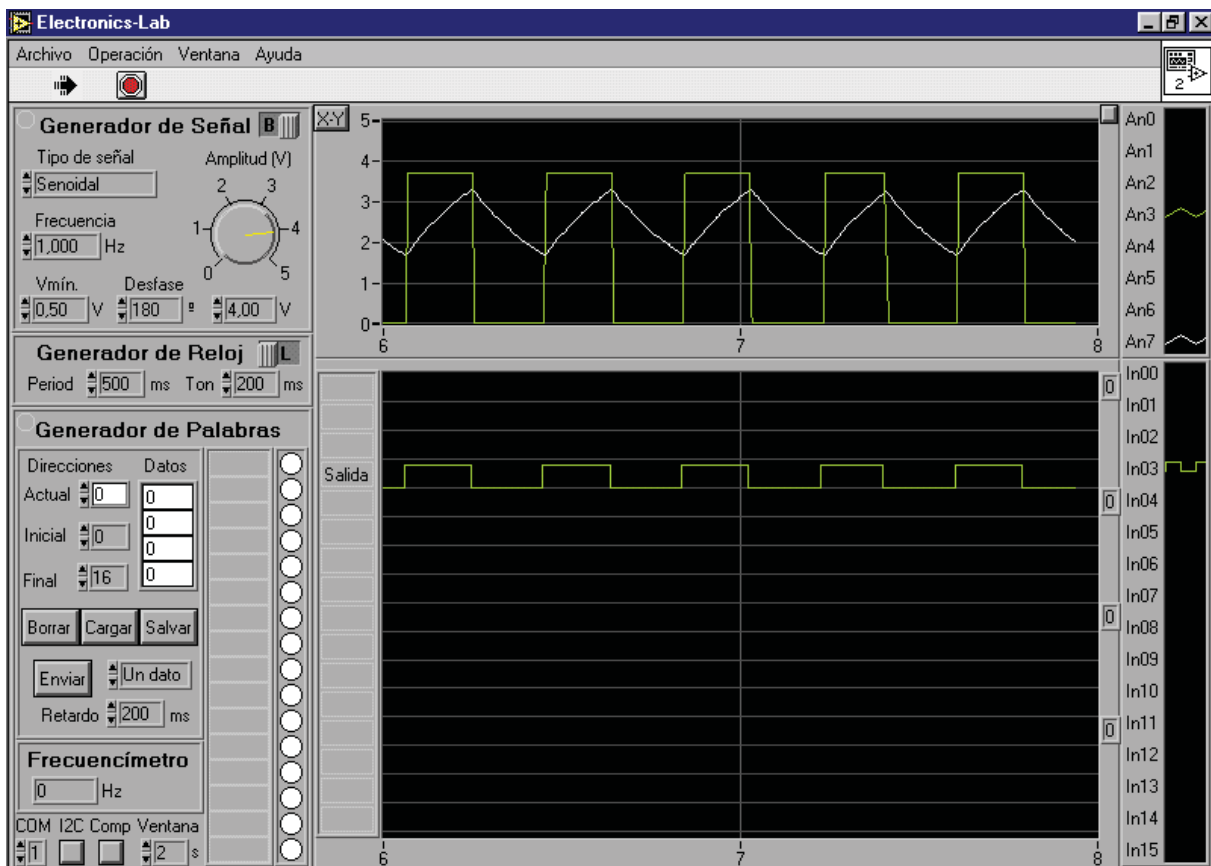 Electronics-Lab
Archivo Operación Ventana Ayuda
2
Generador de Señal B
Tipo de señal Amplitud (V)
Senoidal
2 3
Frecuencia
1,000 Hz
1 4
0 5
Vmín. Desfase
0,50 V 180 º 4,00 V
Generador de Reloj L
Period 500 ms Ton 200 ms
Generador de Palabras
Direcciones Datos
Actual 0 0
0
Inicial 0
0
Final 16 0
Borrar Cargar Salvar
Enviar Un dato
Retardo 200 ms
Frecuencímetro
0 Hz
COM I2C Comp Ventana
1 2 s
X-Y
5
4
3
2
1
0
6 7 8
Salida
0
0
0
0
6 7 8
An0
An1
An2
An3
An4
An5
An6
An7
In00
In01
In02
In03
In04
In05
In06
In07
In08
In09
In10
In11
In12
In13
In14
In15